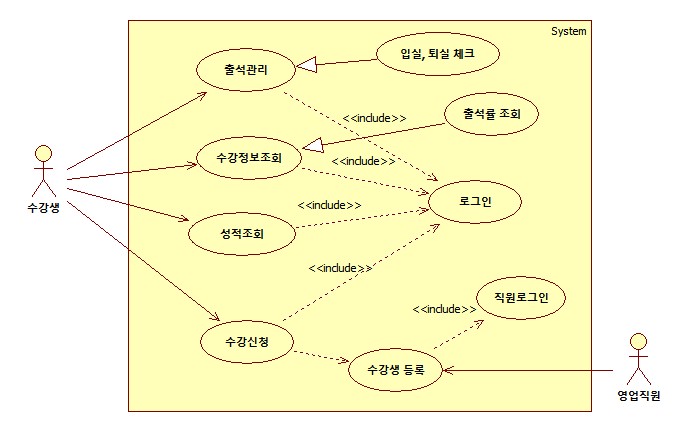 System
입실, 퇴실 체크
출석관리
<<include>>
출석률 조회
수강정보조회
<<include>>
수강생
<<include>>
로그인
성적조회
<<include>>
직원로그인
<<include>>
수강신청
수강생 등록
영업직원